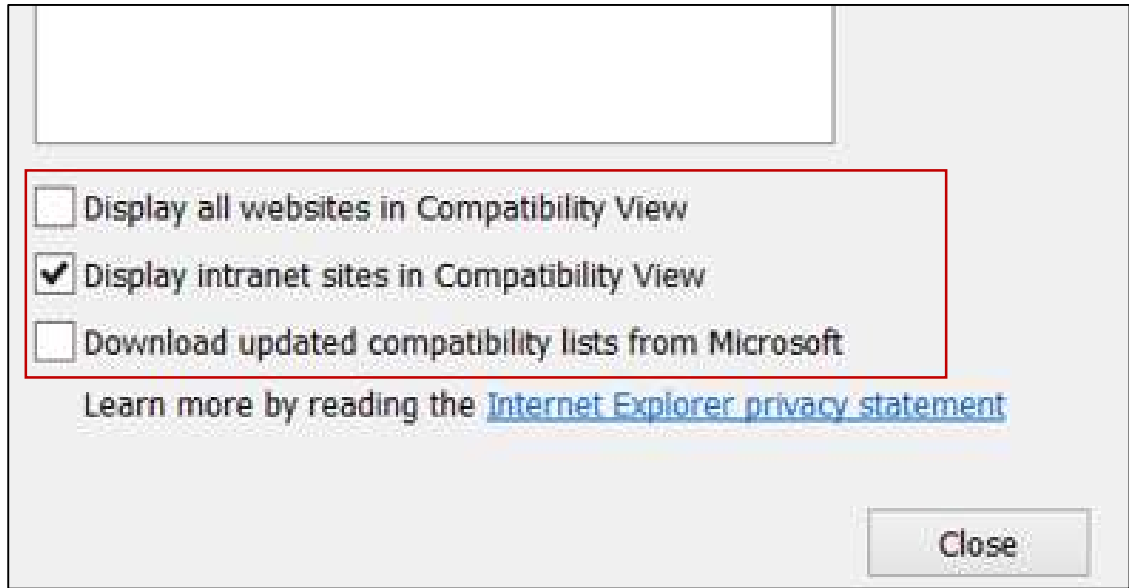 Display all websites in Compatibility View
Display intranet sites in Compatibility View
Download updated compatibility lists from Microsoft
Learn more by reading the Internet Explorer privacy statement
Close